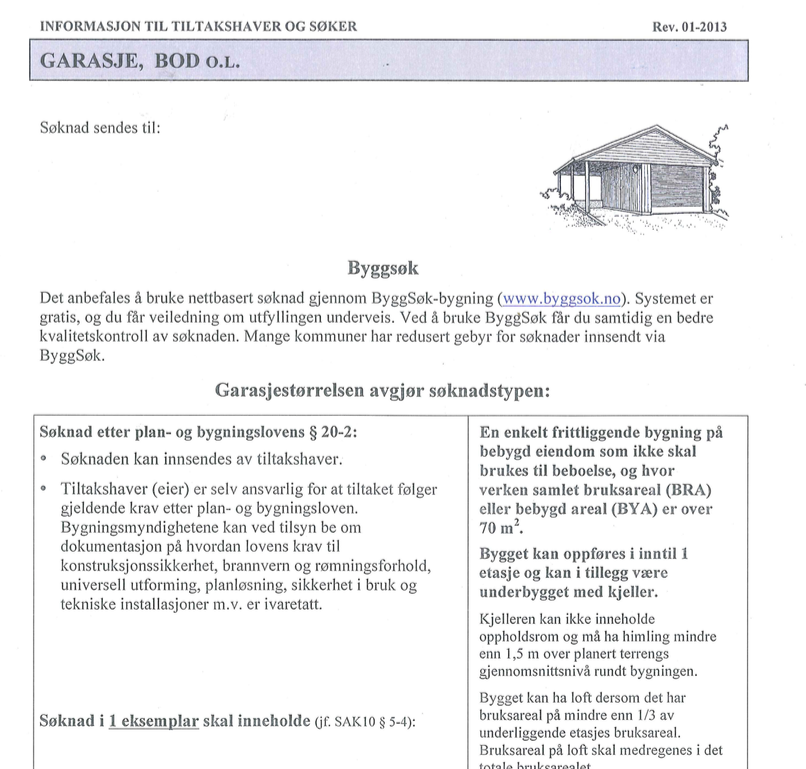 INFORMASJON TIL TILTAKSHAVER OG SØKER
Rev. 01-2013
GARASJE, BOD O.L.
Søknad sendes til:
Byggsøk
Det anbefales å bruke nettbasert søknad gjennom ByggSøk-bygning (www.byggsok.no). Systemet er
gratis, og du får veiledning om utfyllingen underveis. Ved å bruke ByggSøk får du samtidig en bedre
kvalitetskontroll av søknaden. Mange kommuner har redusert gebyr for søknader innsendt via
ByggSøk.
Garasjestørrelsen avgjør søknadstypen:
Søknad etter plan- og bygningslovens § 20-2:
• Søknaden kan innsendes av tiltakshaver.
• Tiltakshaver (eier) er selv ansvarlig for at tiltaket følger
gjeldende krav etter plan- og bygningsloven.
Bygningsmyndighetene kan ved tilsyn be om
dokumentasjon på hvordan lovens krav til
konstruksjonssikkerhet, brannvern og rømningsforhold,
universell utforming, planløsning, sikkerhet i bruk og
tekniske installasjoner m.v. er ivaretatt.
Søknad i 1 eksemplar skal inneholde (jf. SAK10 § 5-4):
En enkelt frittliggende bygning på
bebygd eiendom som ikke skal
brukes til beboelse, og hvor
verken samlet bruksareal (BRA)
eller bebygd areal (BYA) er over
70 m².
Bygget kan oppføres i inntil 1
etasje og kan i tillegg være
underbygget med kjeller.
Kjelleren kan ikke inneholde
oppholdsrom og må ha himling mindre
enn 1,5 m over planert terrengs
gjennomsnittsnivå rundt bygningen.
Bygget kan ha loft dersom det har
bruksareal på mindre enn 1/3 av
underliggende etasjes bruksareal.
Bruksareal på loft skal medregenes i det
totale bruksarealet.